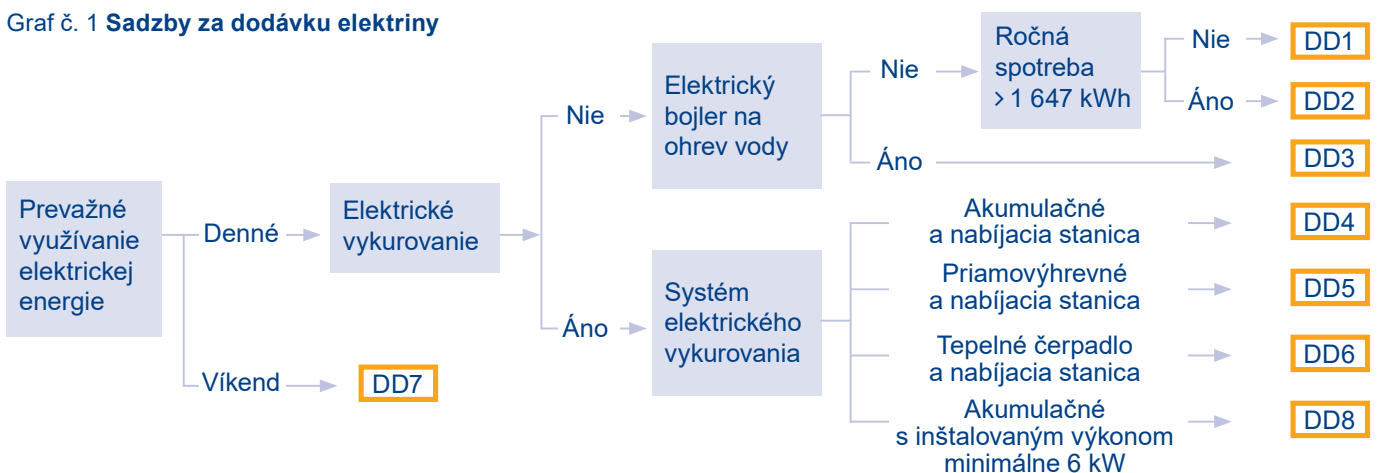 Graf č. 1 Sadzby za dodávku elektriny
Prevažné
využívanie
elektrickej
energie
Denné
Víkend
DD7
Elektrické
vykurovanie
Nie
Áno
Elektrický
bojler na
ohrev vody
Nie
Áno
Ročná
spotreba
> 1 647 kWh
Nie
DD1
Áno
DD2
DD3
Systém
elektrického
vykurovania
Akumulačné
a nabíjacia stanica
DD4
Priamovýhrevné
a nabíjacia stanica
DD5
Tepelné čerpadlo
a nabíjacia stanica
DD6
Akumulačné
s inštalovaným výkonom
minimálne 6 kW
DD8